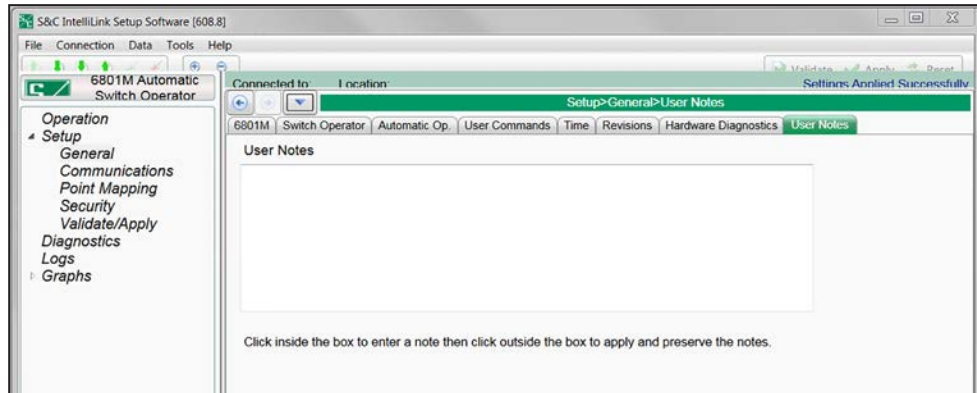 S&C IntelliLink Setup Software [608.8]
File Connection Data Tools Help
Validate Apply Reset
6801M Automatic
Switch Operator
Connected to: Location:
Settings Applied Successfully
Setup>General>User Notes
6801M Switch Operator Automatic Op. User Commands Time Revisions Hardware Diagnostics User Notes
Operation
Setup
General
Communications
Point Mapping
Security
Validate/Apply
Diagnostics
Logs
Graphs
User Notes
Click inside the box to enter a note then click outside the box to apply and preserve the notes.